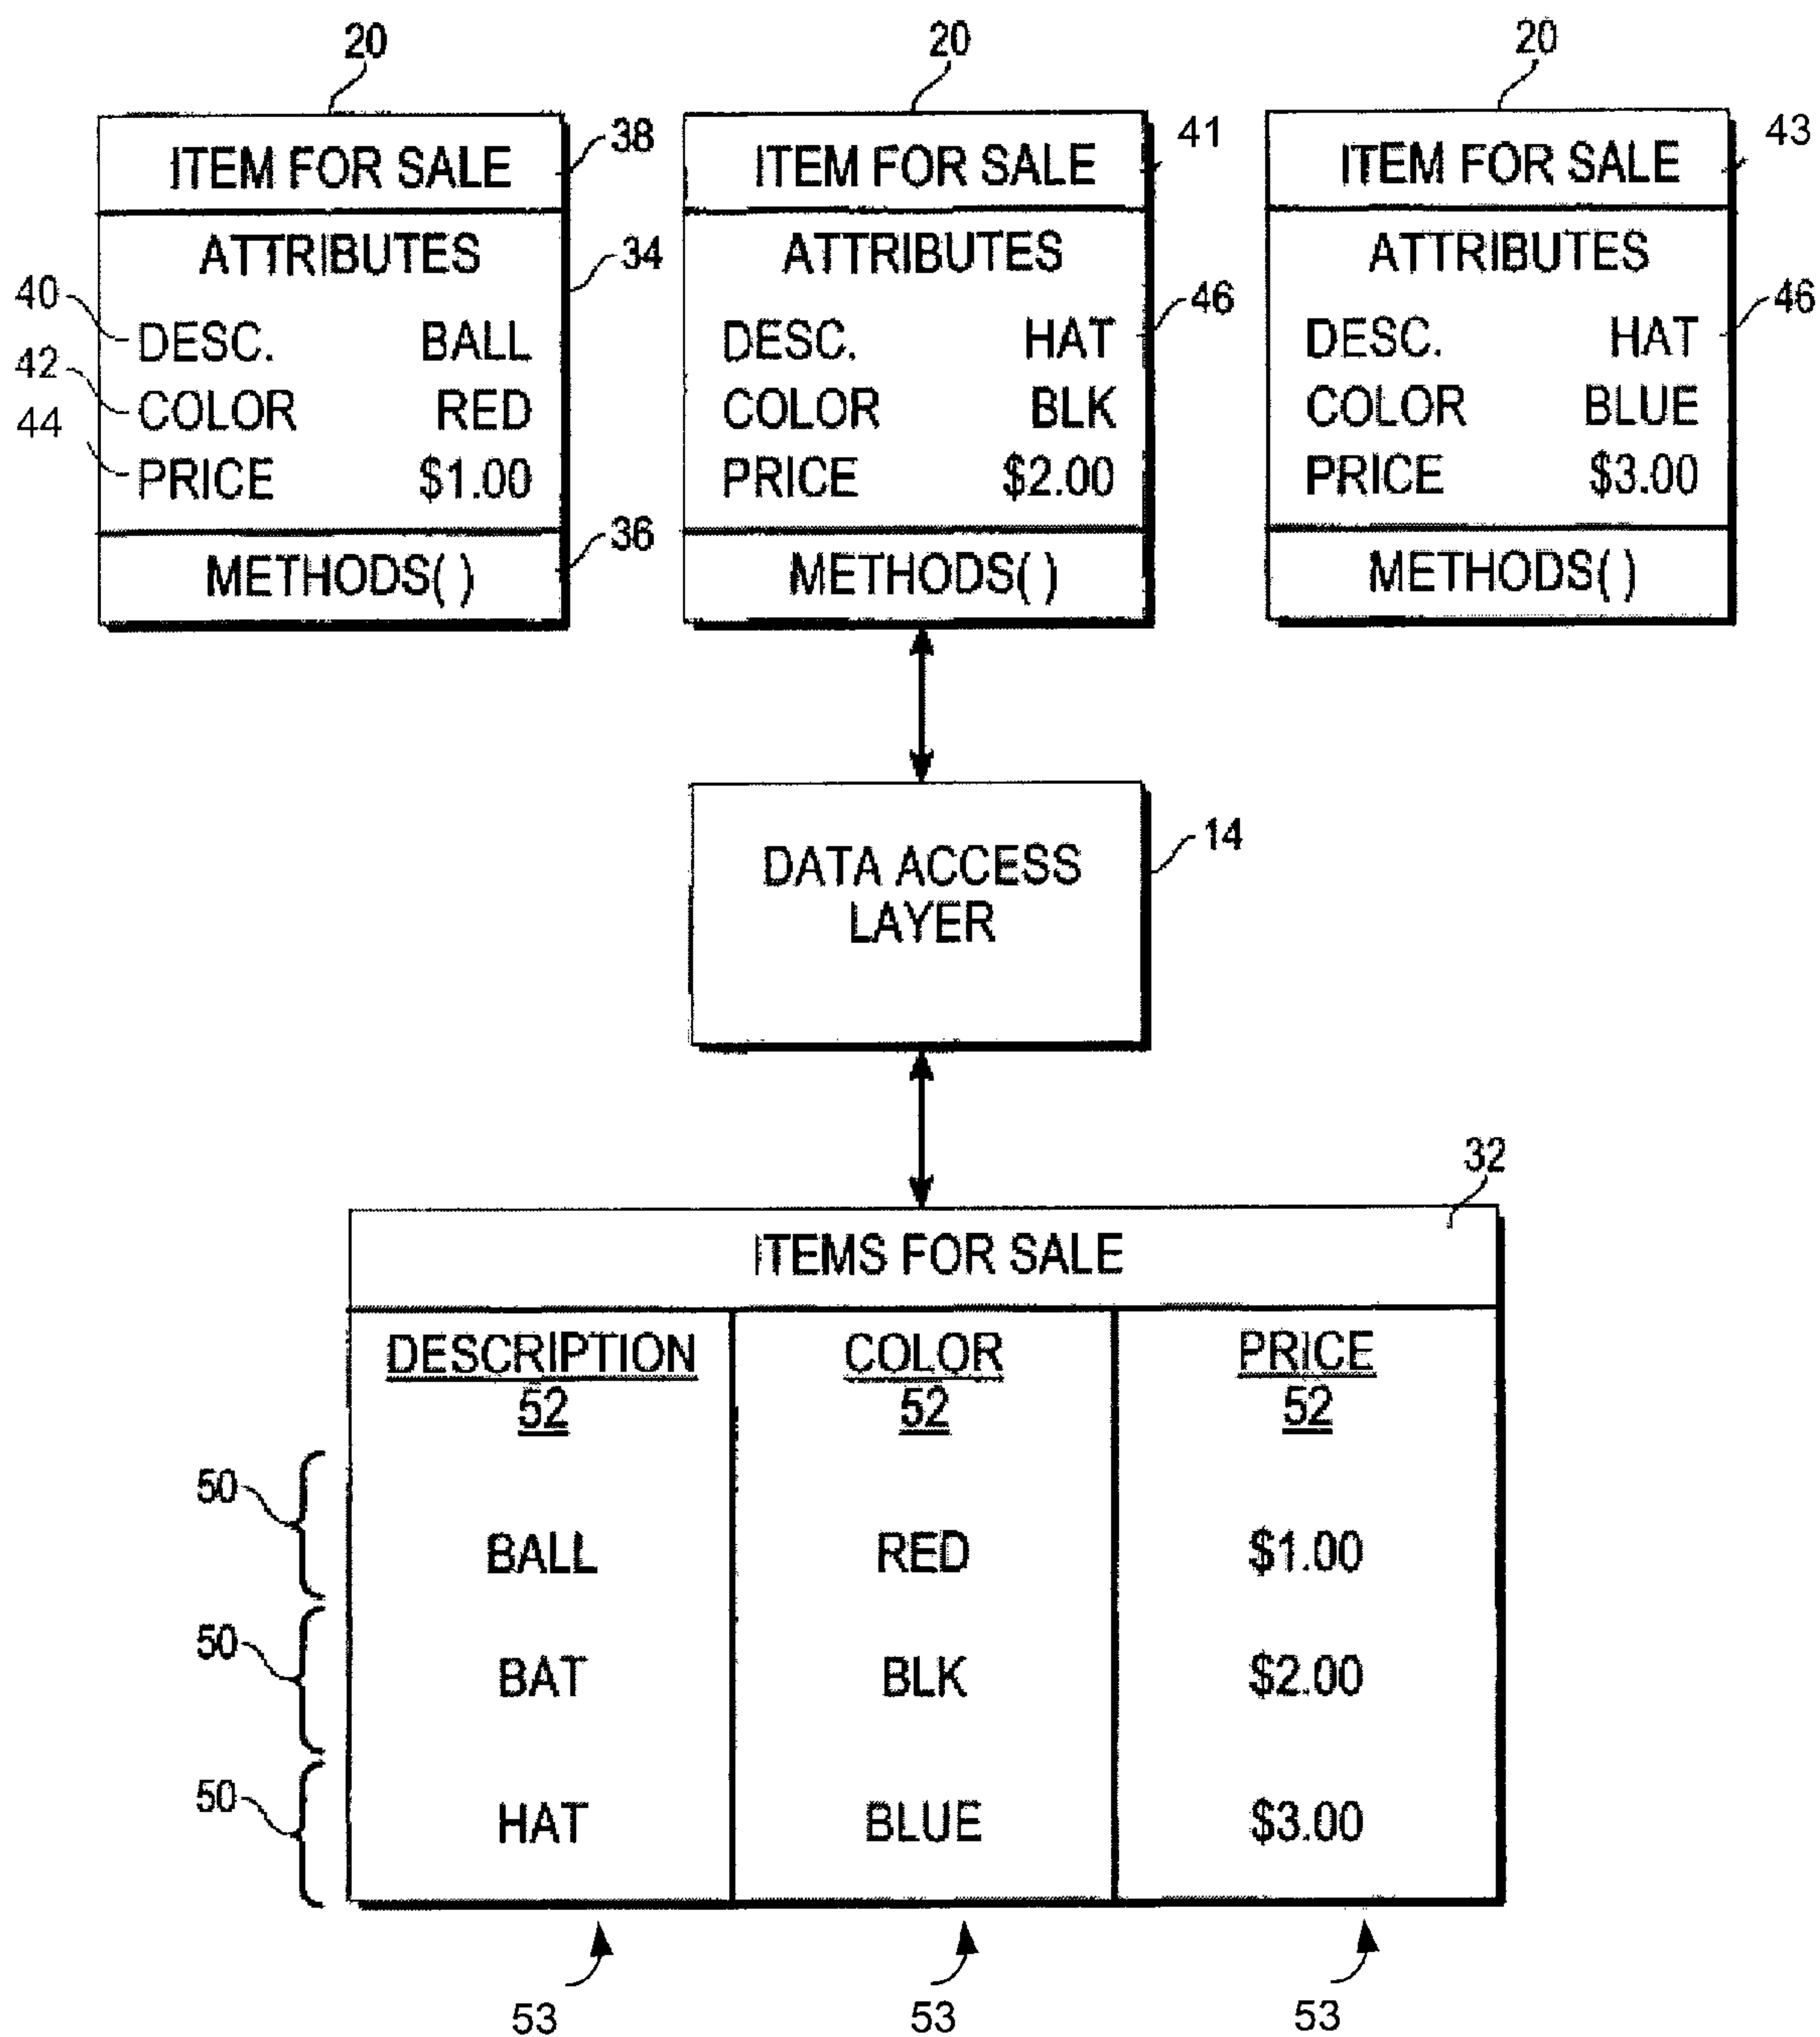 20 20 20
ITEM FOR SALE 38 ITEM FOR SALE 41 ITEM FOR SALE 43
ATTRIBUTES 34 ATTRIBUTES ATTRIBUTES
40 DESC. BALL DESC. HAT 46 DESC. HAT 46
42 COLOR RED COLOR BLK COLOR BLUE
44 PRICE $1.00 PRICE $2.00 PRICE $3.00
METHODS( ) 36 METHODS( ) METHODS( )
DATA ACCESS 14
LAYER
32
ITEMS FOR SALE
DESCRIPTION COLOR PRICE
52 52 52
50 BALL RED $1.00
50 BAT BLK $2.00
50 HAT BLUE $3.00
53 53 53